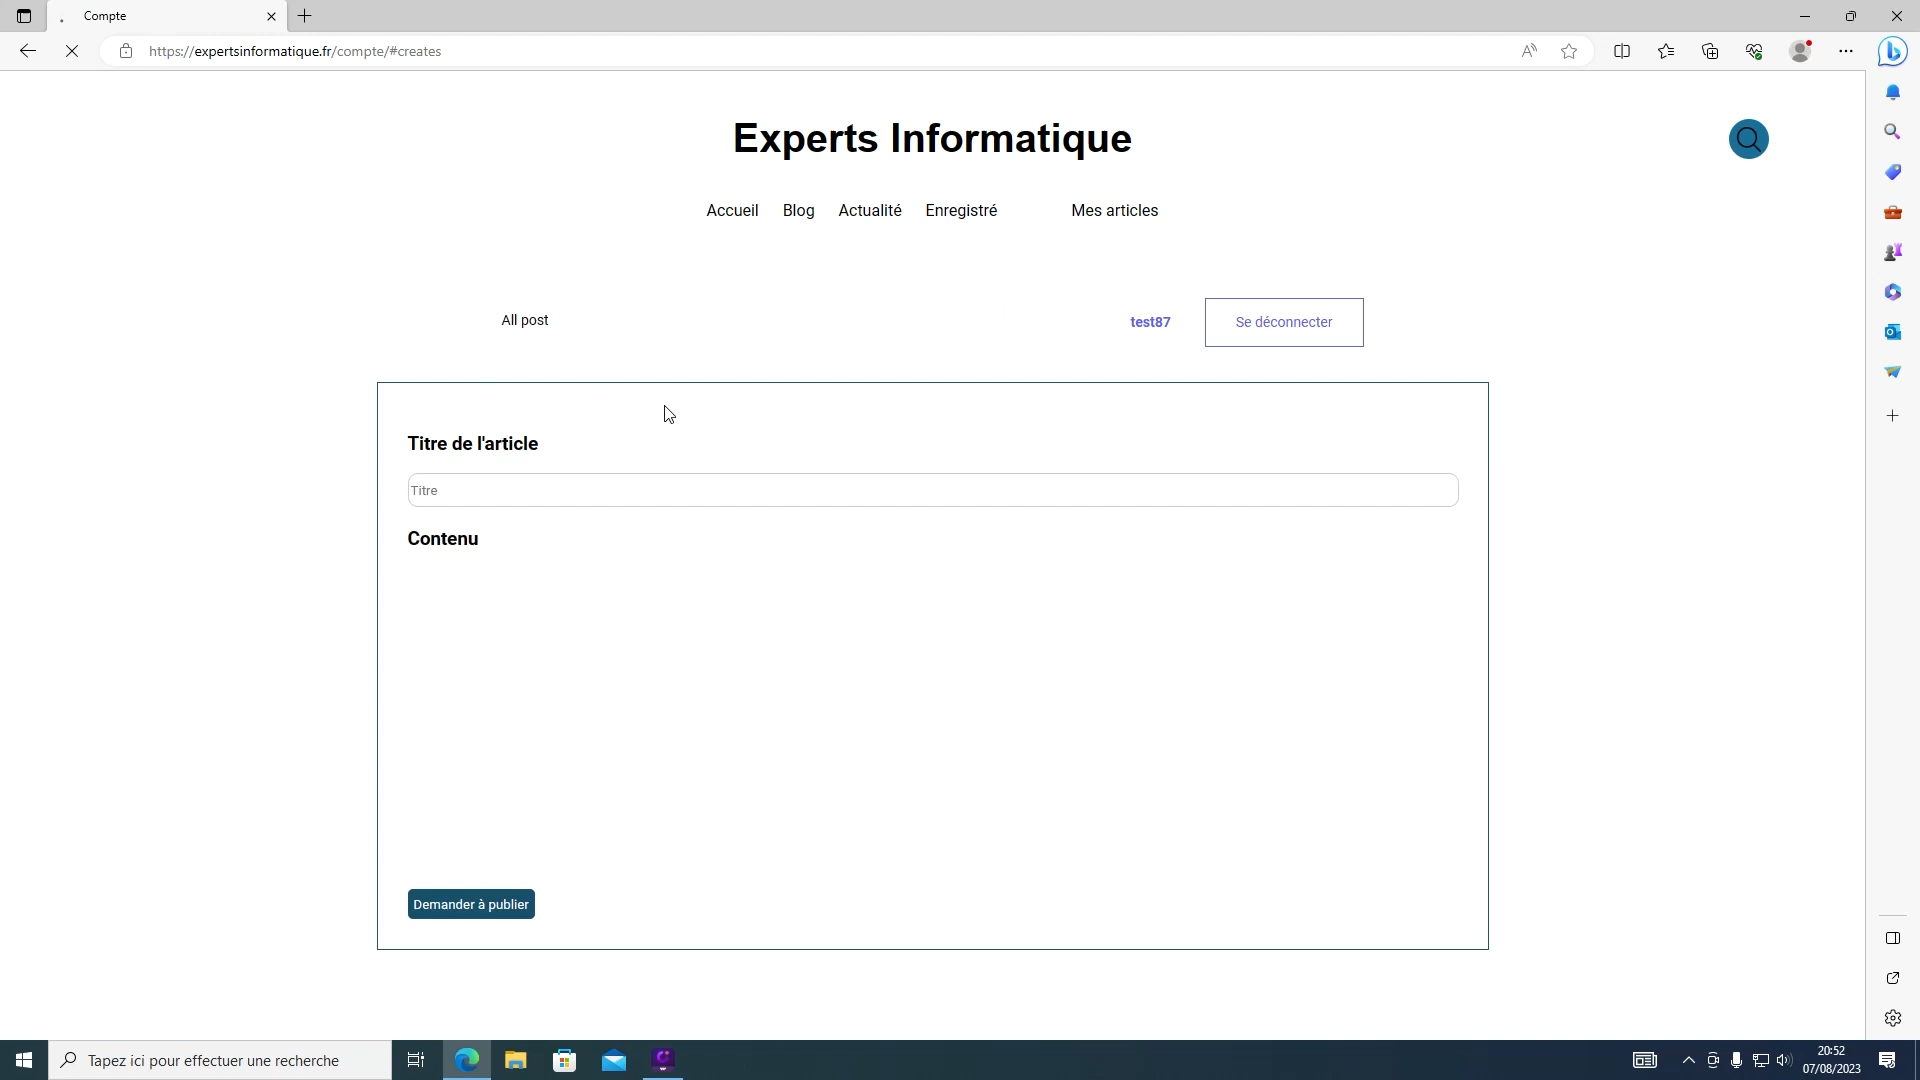 Compte
https://expertsinformatique.fr/compte/#creates
Experts Informatique
Accueil Blog Actualité Enregistré Mes articles
All post
test87 Se déconnecter
Titre de l'article
Titre
Contenu
Demander à publier
Tapez ici pour effectuer une recherche
20:52
07/08/2023